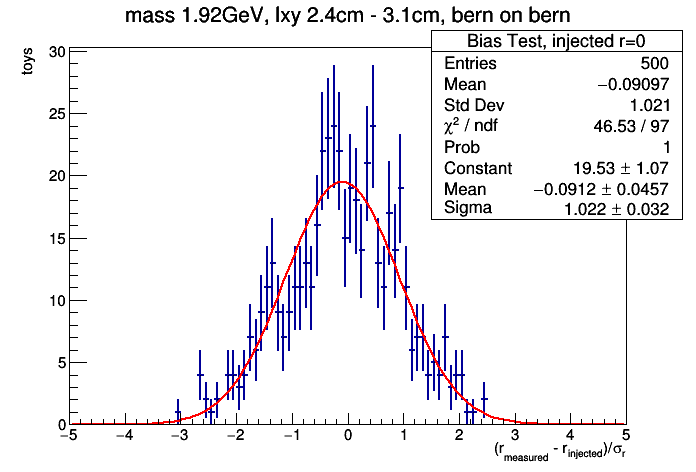 mass 1.92GeV, lxy 2.4cm - 3.1cm, bern on bern
Bias Test, injected r=0
Entries 500
Mean −0.09097
Std Dev 1.021
χ² / ndf 46.53 / 97
Prob 1
Constant 19.53 ± 1.07
Mean −0.0912 ± 0.0457
Sigma 1.022 ± 0.032
toys
30
25
20
15
10
5
0
−5 −4 −3 −2 −1 0 1 2 3 4 5
(r_measured - r_injected)/σ_r